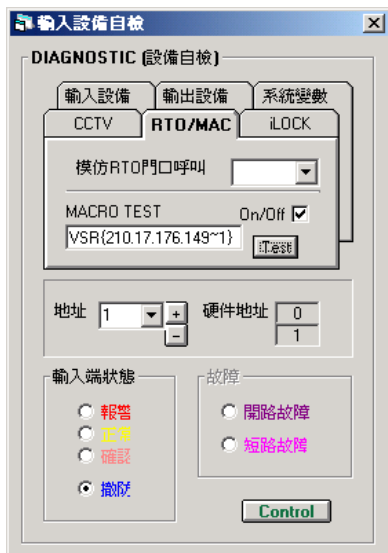 輸入設備自檢
DIAGNOSTIC (設備自檢)
輸入設備 輸出設備 系統變數
CCTV RTO/MAC iLOCK
模仿RTO門口呼叫
MACRO TEST On/Off
VSR{210.17.176.149~1} Test
地址 1 + - 硬件地址 0
1
輸入端狀態 故障
報警 開路故障
正常 短路故障
確認
撤防
Control